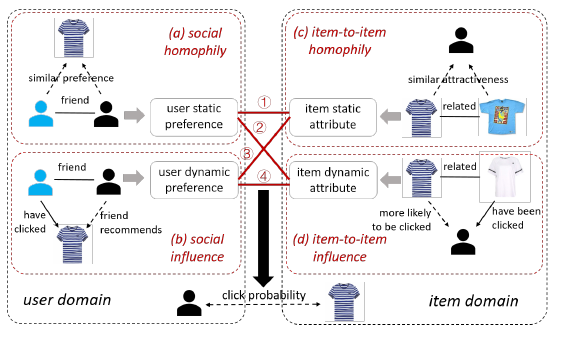 (a) social
homophily
similar preference
friend
user static
preference
①
②
③
④
(c) item-to-item
homophily
similar attractiveness
related
item static
attribute
friend
user dynamic
preference
have
clicked
friend
recommends
(b) social
influence
item dynamic
attribute
related
more likely
to be clicked
have been
clicked
(d) item-to-item
influence
user domain
click probability
item domain